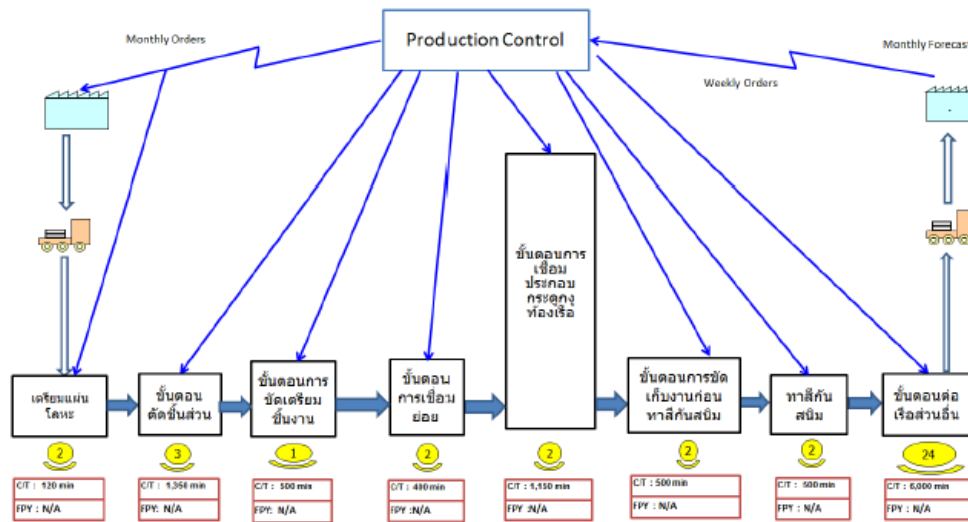 Monthly Orders
Production Control
Monthly Forecast
Weekly Orders
เตรียมแผ่น
โลหะ
ขั้นตอน
ตัดชิ้นส่วน
ขั้นตอนการ
ขัดเตรียม
ชิ้นงาน
ขั้นตอน
การเชื่อม
ย่อย
ขั้นตอนการ
เชื่อม
ประกอบ
กระดูกงู
ท้องเรือ
ขั้นตอนการขัด
เก็บงานก่อน
ทาสีกันสนิม
ทาสีกัน
สนิม
ขั้นตอนต่อ
เรือส่วนอื่น
2
3
1
2
2
2
2
24
C/T : 120 min
FPY : N/A
C/T : 1,350 min
FPY: N/A
C/T : 500 min
FPY: N/A
C/T : 400 min
FPY : N/A
C/T : 1,150 min
FPY :N/A
C/T : 500 min
FPY : N/A
C/T : 500 min
FPY : N/A
C/T : 6,000 min
FPY : N/A